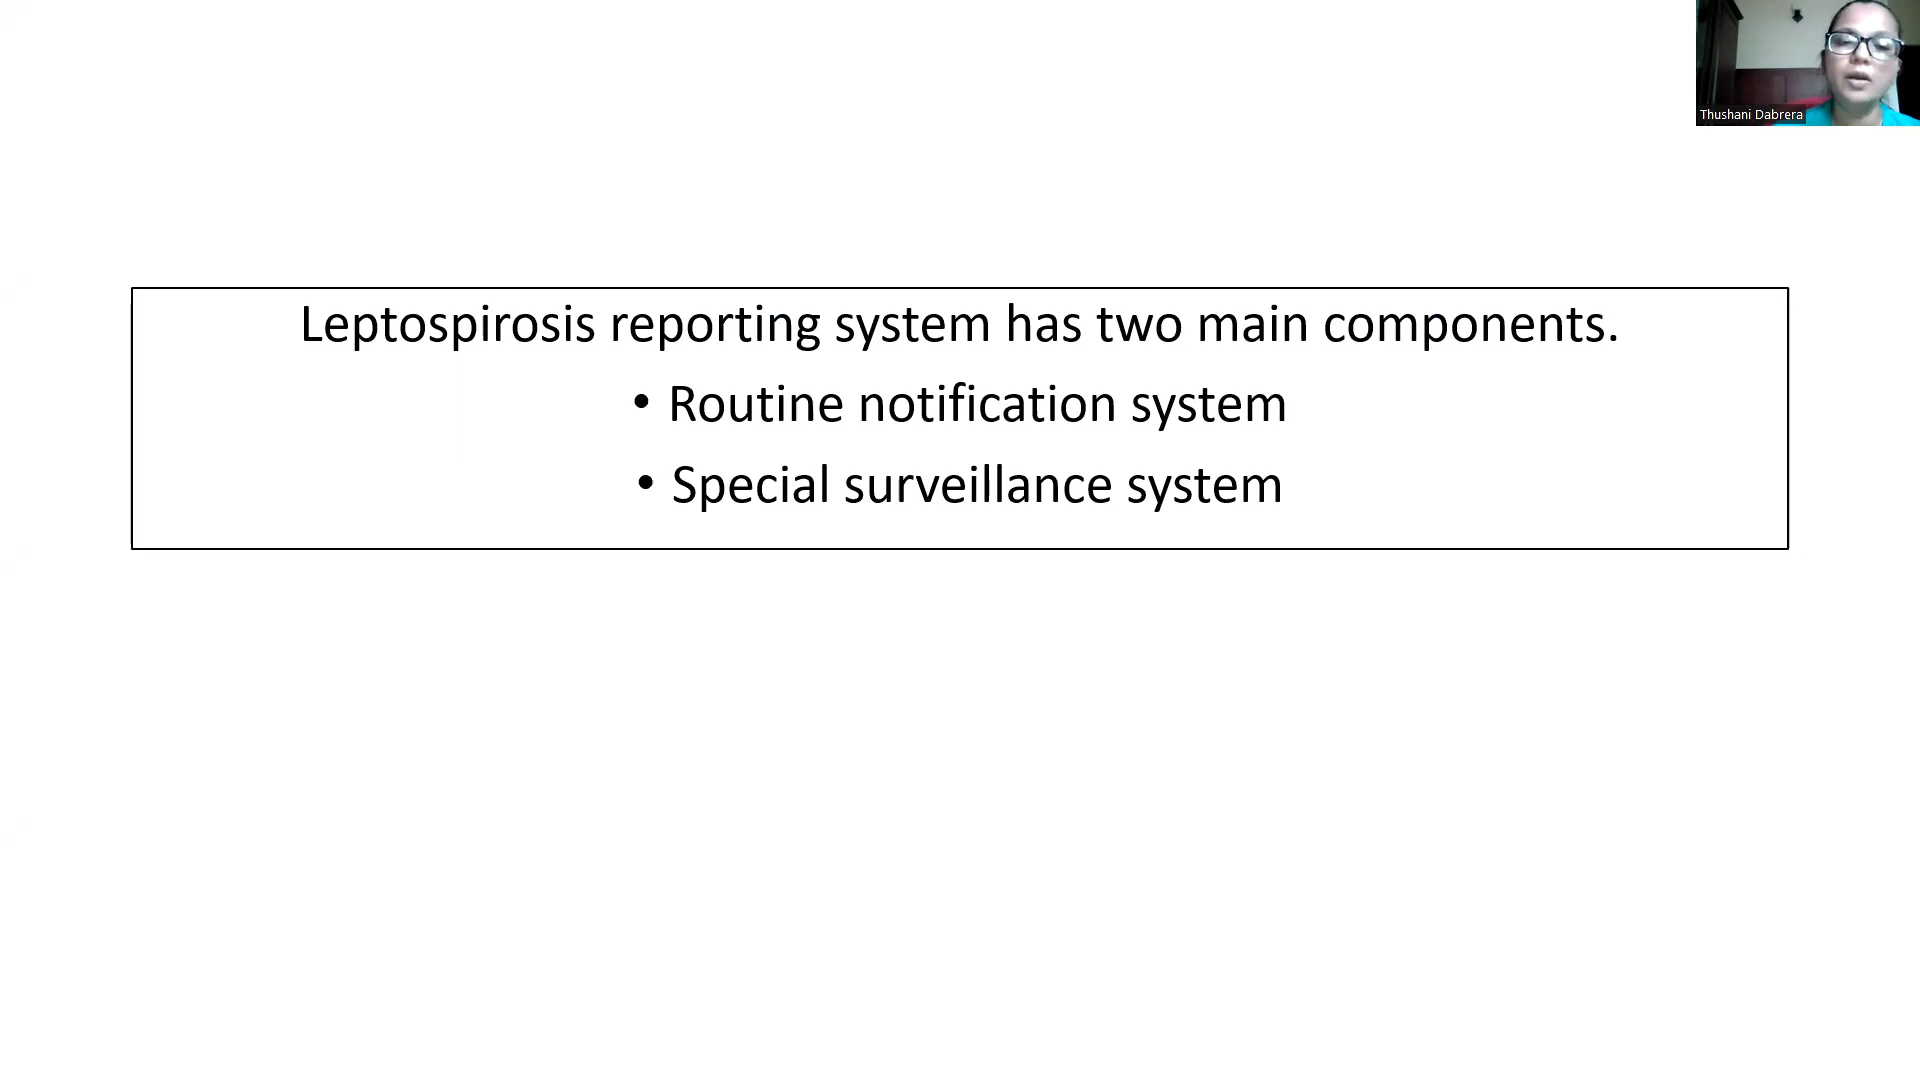 Thushani Dabrera
Leptospirosis reporting system has two main components.
• Routine notification system
• Special surveillance system